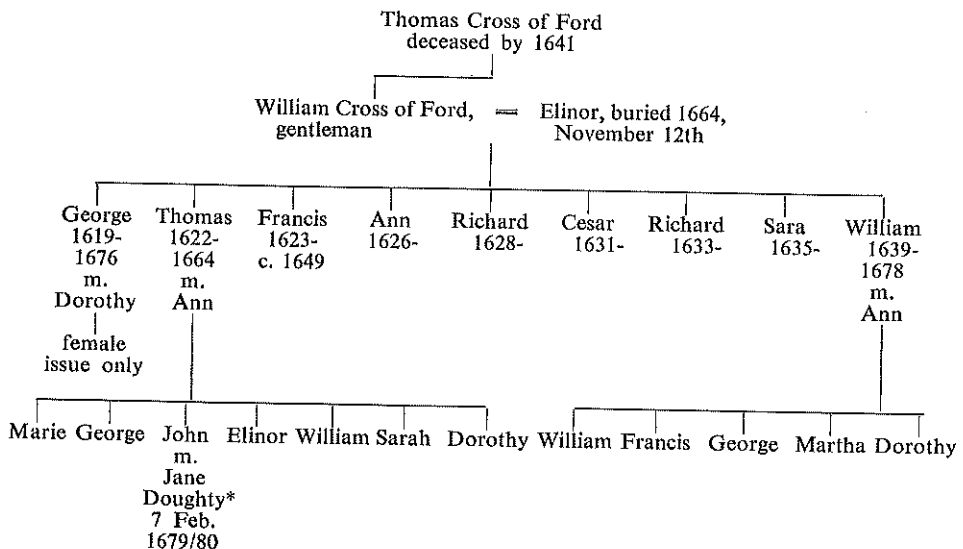 Thomas Cross of Ford
deceased by 1641
William Cross of Ford,
gentleman
=
Elinor, buried 1664,
November 12th
George
1619-
1676
m.
Dorothy
female
issue only
Thomas
1622-
1664
m.
Ann
Francis
1623-
c. 1649
Ann
1626-
Richard
1628-
Cesar
1631-
Richard
1633-
Sara
1635-
William
1639-
1678
m.
Ann
Marie
George
John
m.
Jane
Doughty*
7 Feb.
1679/80
Elinor
William
Sarah
Dorothy
William
Francis
George
Martha
Dorothy